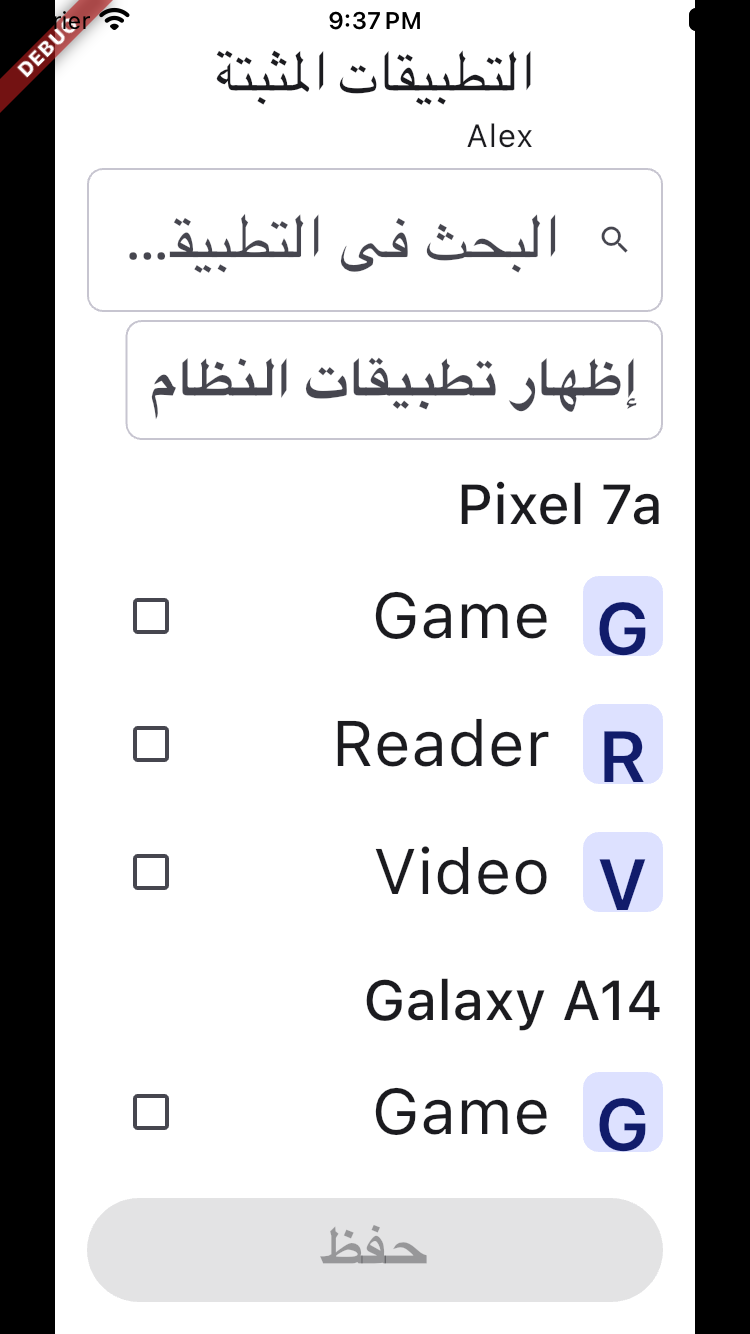 rier 9:37 PM
DEBUG
التطبيقات المثبتة
Alex
البحث في التطبيقـ...
إظهار تطبيقات النظام
Pixel 7a
G Game
R Reader
V Video
Galaxy A14
G Game
حفظ